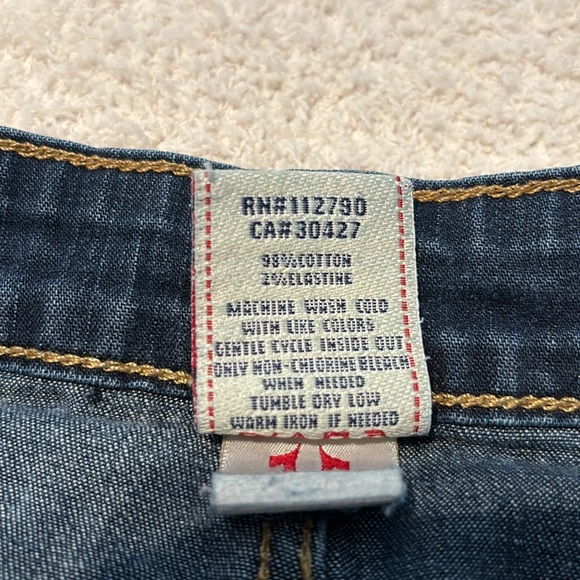 RN#112790
CA#30427
98%COTTON
2%ELASTINE
MACHINE WASH COLD
WITH LIKE COLORS
GENTLE CYCLE INSIDE OUT
ONLY NON-CHLORINE BLEACH
WHEN NEEDED
TUMBLE DRY LOW
WARM IRON IF NEEDED